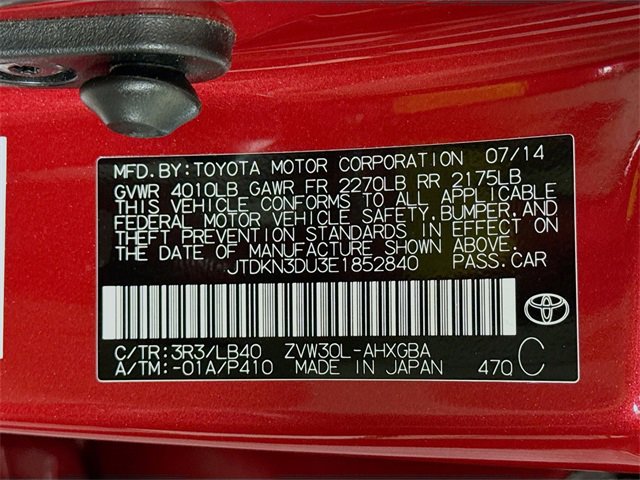 MFD. BY: TOYOTA MOTOR CORPORATION 07/14
GVWR 4010LB GAWR FR 2270LB RR 2175LB
THIS VEHICLE CONFORMS TO ALL APPLICABLE
FEDERAL MOTOR VEHICLE SAFETY, BUMPER, AND
THEFT PREVENTION STANDARDS IN EFFECT ON
THE DATE OF MANUFACTURE SHOWN ABOVE.
JTDKN3DU3E1852840 PASS. CAR
C/TR: 3R3/LB40 ZVW30L-AHXGBA
A/TM: -01A/P410 MADE IN JAPAN 47Q C